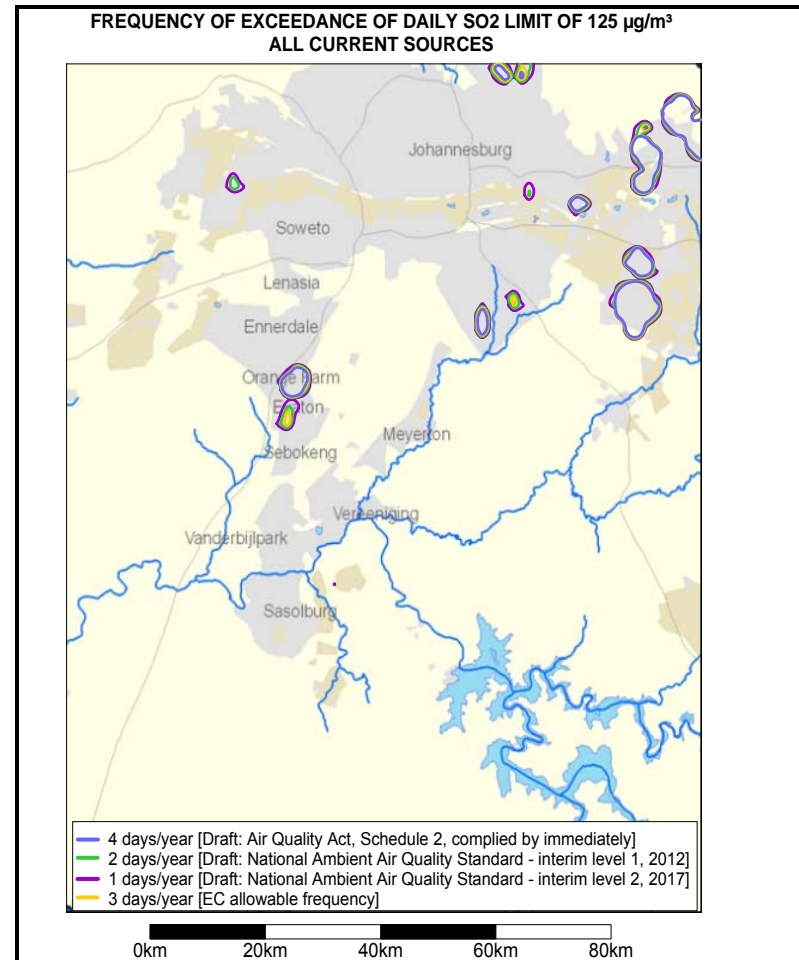 FREQUENCY OF EXCEEDANCE OF DAILY SO2 LIMIT OF 125 µg/m³
ALL CURRENT SOURCES
Johannesburg
Soweto
Lenasia
Ennerdale
Orange Farm
Evaton
Meyerton
Sebokeng
Vereeniging
Vanderbijlpark
Sasolburg
4 days/year [Draft: Air Quality Act, Schedule 2, complied by immediately]
2 days/year [Draft: National Ambient Air Quality Standard - interim level 1, 2012]
1 days/year [Draft: National Ambient Air Quality Standard - interim level 2, 2017]
3 days/year [EC allowable frequency]
0km 20km 40km 60km 80km